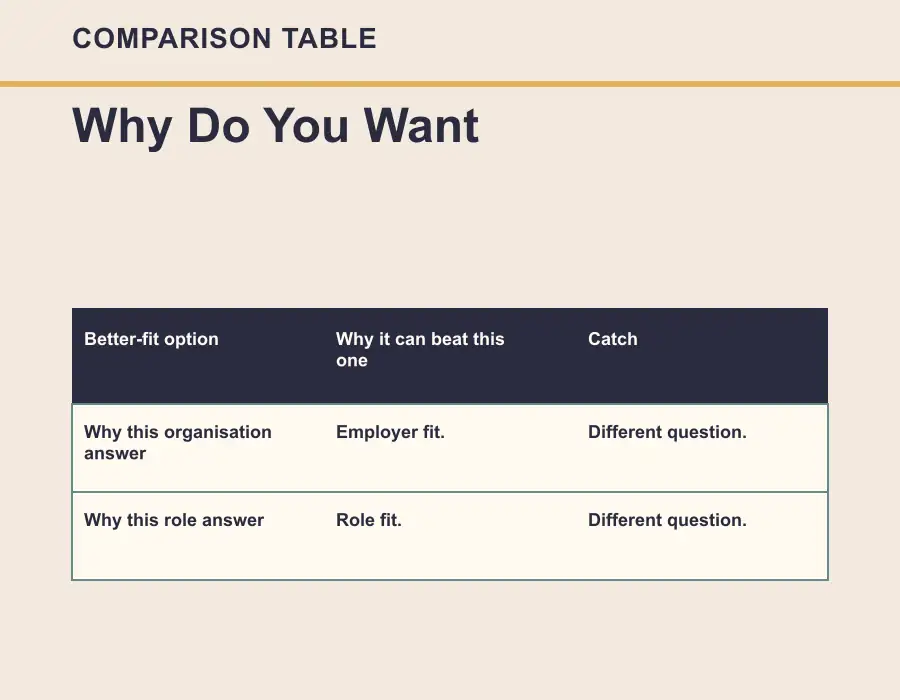 COMPARISON TABLE
Why Do You Want
Better-fit option
Why it can beat this
one
Catch
Why this organisation
answer
Employer fit.
Different question.
Why this role answer
Role fit.
Different question.